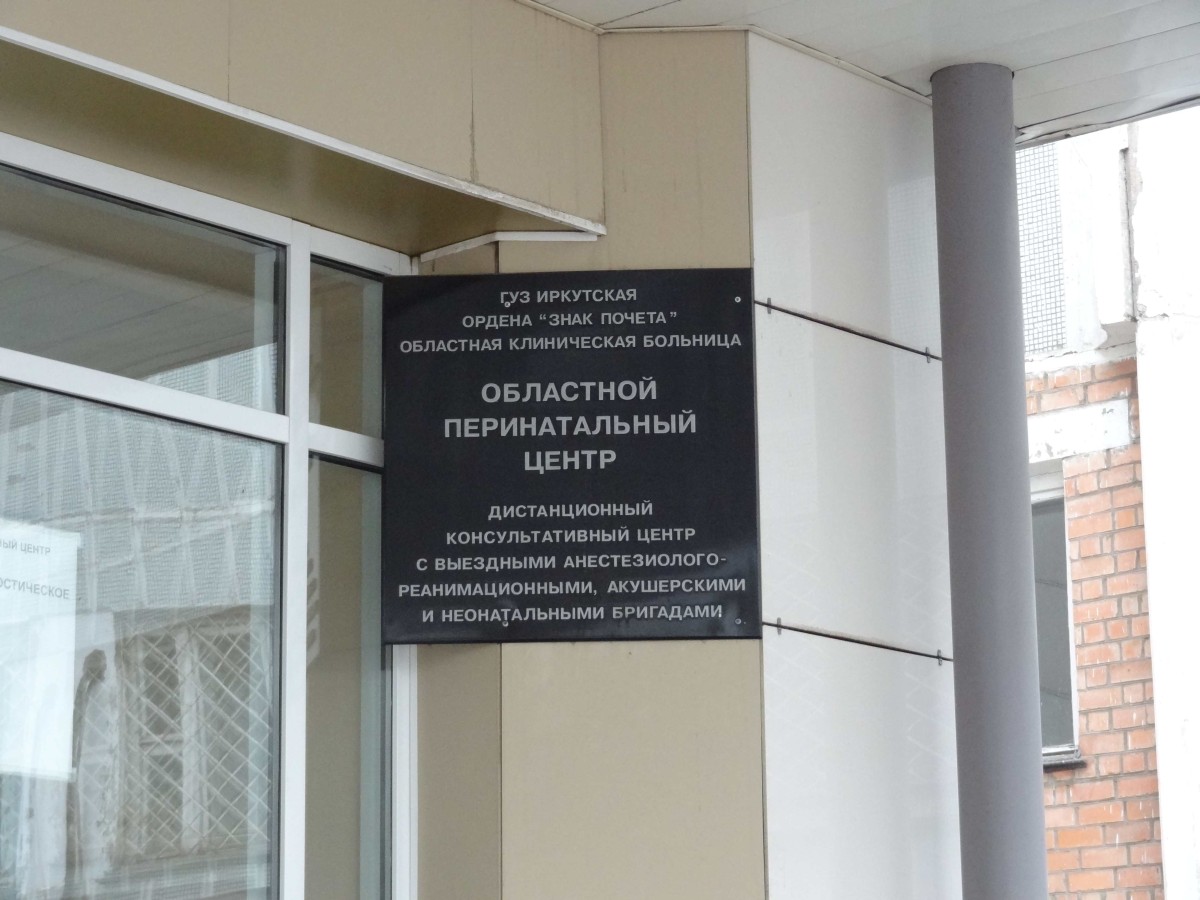 ГУЗ ИРКУТСКАЯ
ОРДЕНА “ЗНАК ПОЧЕТА”
ОБЛАСТНАЯ КЛИНИЧЕСКАЯ БОЛЬНИЦА
ОБЛАСТНОЙ
ПЕРИНАТАЛЬНЫЙ
ЦЕНТР
ДИСТАНЦИОННЫЙ
КОНСУЛЬТАТИВНЫЙ ЦЕНТР
С ВЫЕЗДНЫМИ АНЕСТЕЗИОЛОГО-
РЕАНИМАЦИОННЫМИ, АКУШЕРСКИМИ
И НЕОНАТАЛЬНЫМИ БРИГАДАМИ
ЦЕНТР